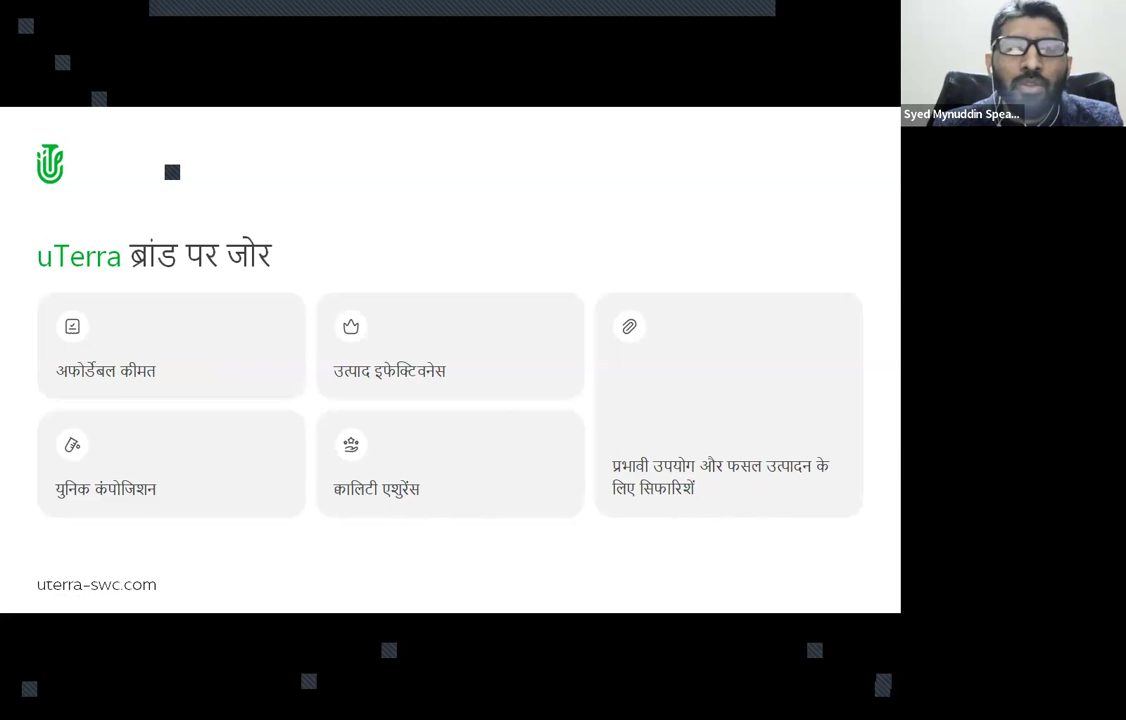 Syed Mynuddin Spea...
uTerra ब्रांड पर जोर
अफोर्डेबल कीमत
उत्पाद इफेक्टिवनेस
युनिक कंपोजिशन
क्वालिटी एशुरेंस
प्रभावी उपयोग और फसल उत्पादन के
लिए सिफारिशें
uterra-swc.com